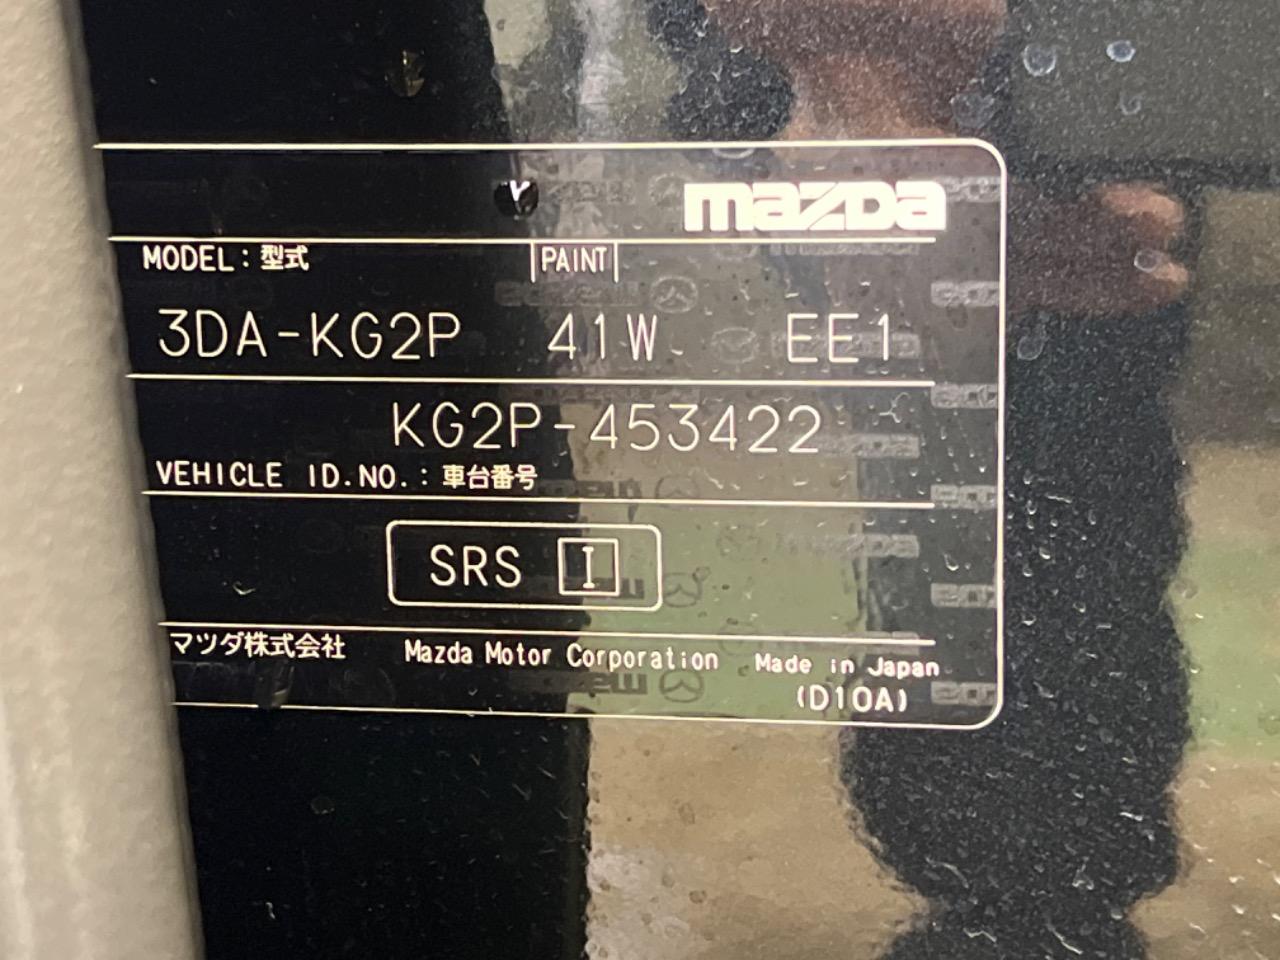 mazda
MODEL : 型式 PAINT
3DA-KG2P 41W EE1
KG2P-453422
VEHICLE ID.NO. : 車台番号
SRS I
マツダ株式会社 Mazda Motor Corporation Made in Japan
(D10A)